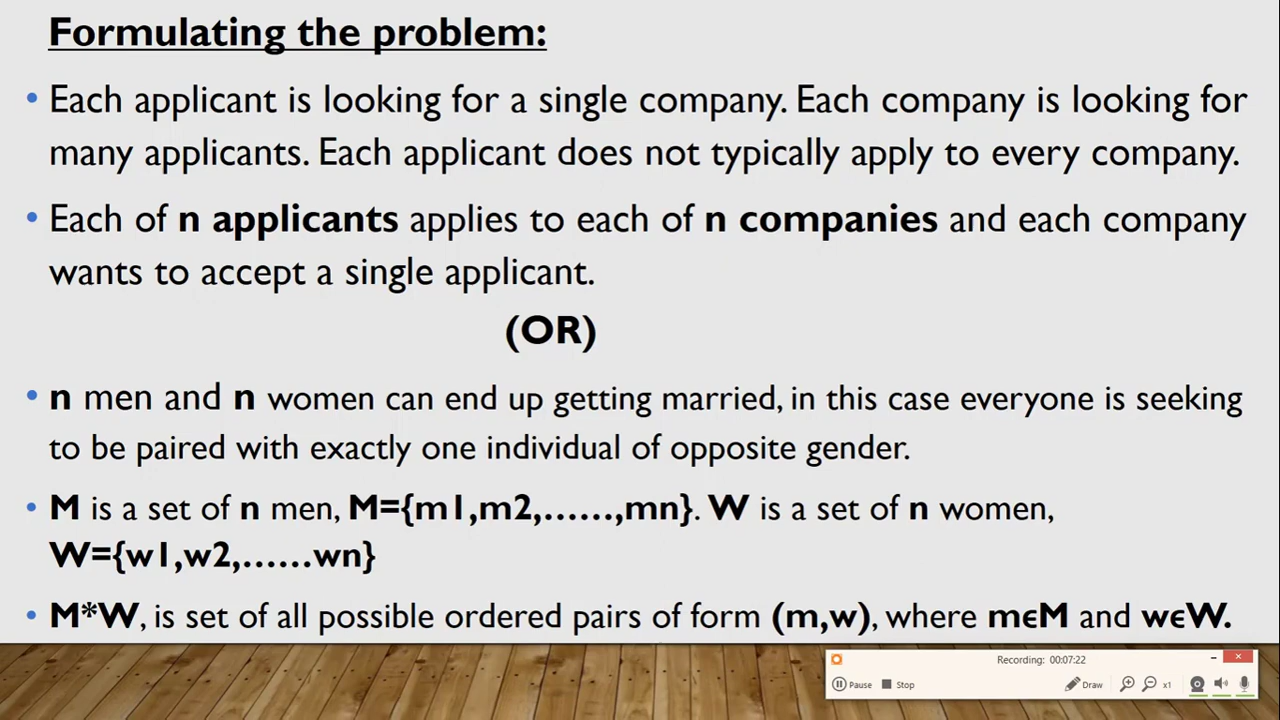 Formulating the problem:
• Each applicant is looking for a single company. Each company is looking for
many applicants. Each applicant does not typically apply to every company.
• Each of n applicants applies to each of n companies and each company
wants to accept a single applicant.
(OR)
• n men and n women can end up getting married, in this case everyone is seeking
to be paired with exactly one individual of opposite gender.
• M is a set of n men, M={m1,m2,......,mn}. W is a set of n women,
W={w1,w2,......wn}
• M*W, is set of all possible ordered pairs of form (m,w), where mϵM and wϵW.
Recording: 00:07:22
Pause Stop Draw x1